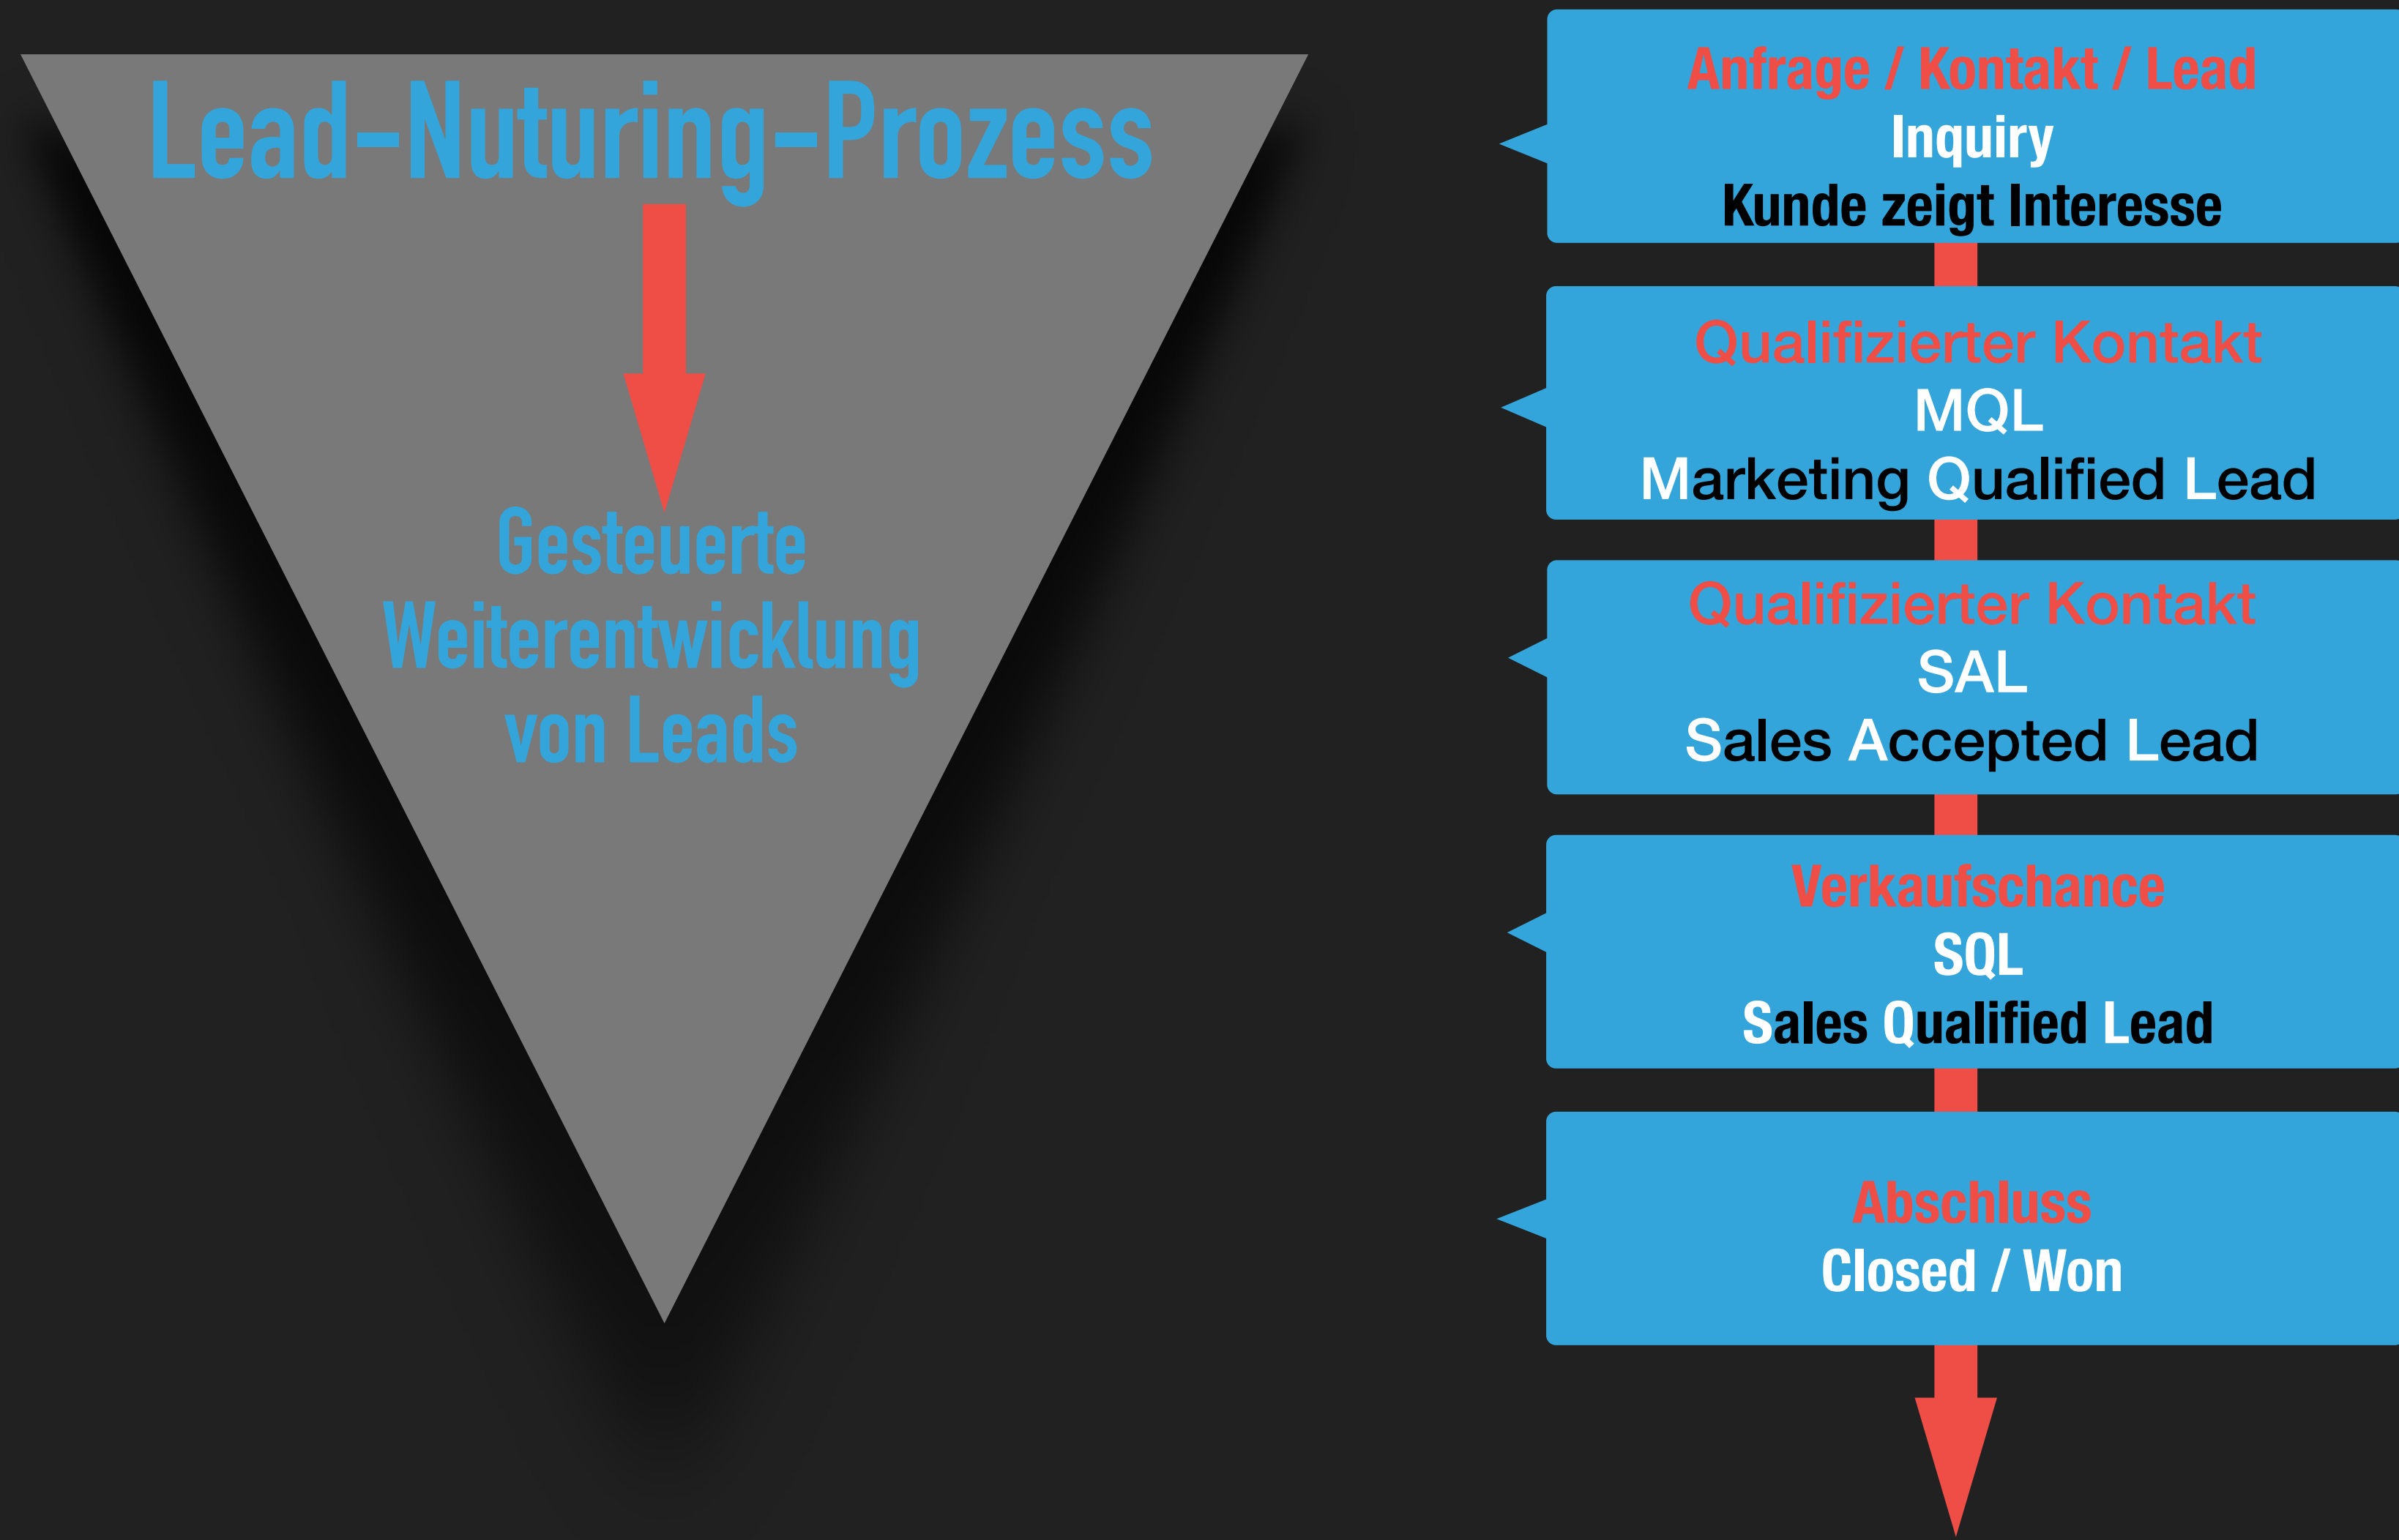 Lead-Nuturing-Prozess
Gesteuerte
Weiterentwicklung
von Leads
Anfrage / Kontakt / Lead
Inquiry
Kunde zeigt Interesse
Qualifizierter Kontakt
MQL
Marketing Qualified Lead
Qualifizierter Kontakt
SAL
Sales Accepted Lead
Verkaufschance
SQL
Sales Qualified Lead
Abschluss
Closed / Won